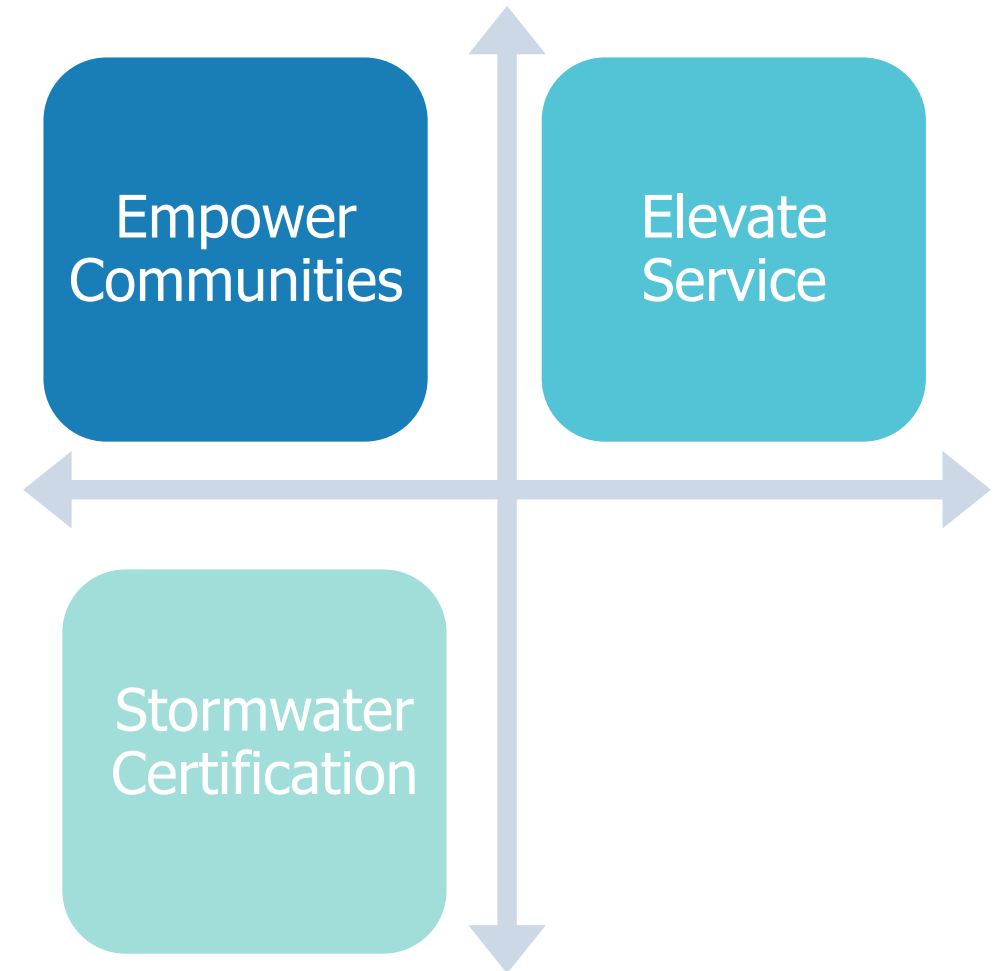 Empower
Communities
Elevate
Service
Stormwater
Certification